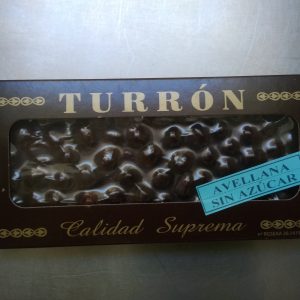 TURRÓN
AVELLANA
SIN AZÚCAR
Calidad Suprema